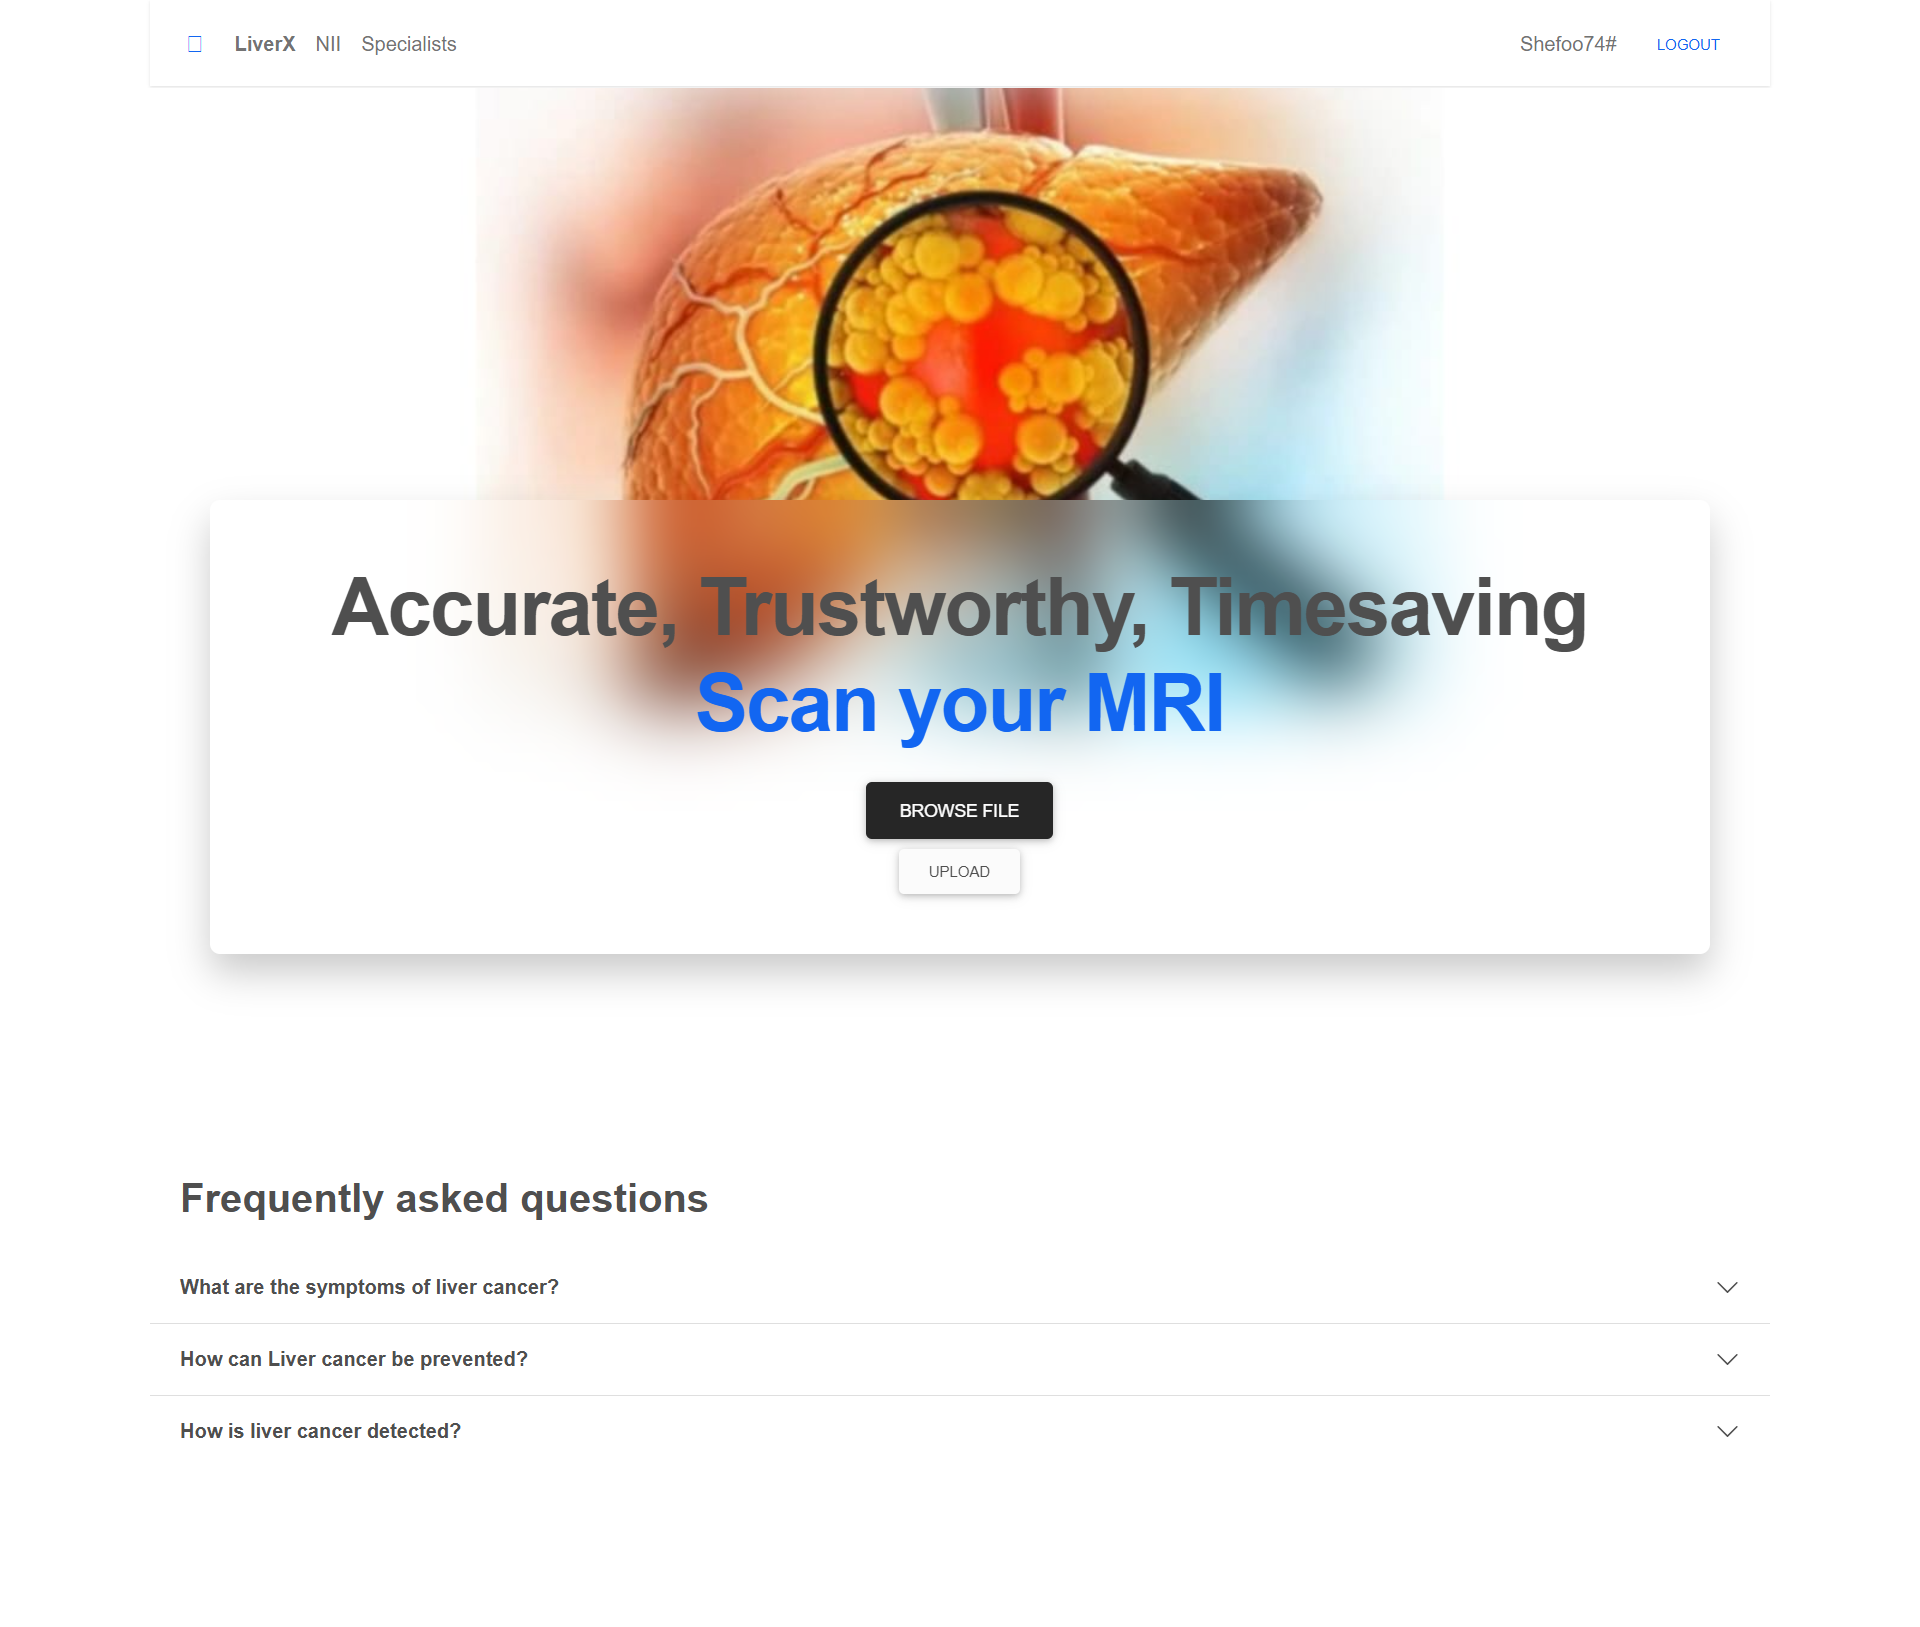 LiverX NII Specialists Shefoo74# LOGOUT
Accurate, Trustworthy, Timesaving
Scan your MRI
BROWSE FILE
UPLOAD
Frequently asked questions
What are the symptoms of liver cancer?
How can Liver cancer be prevented?
How is liver cancer detected?